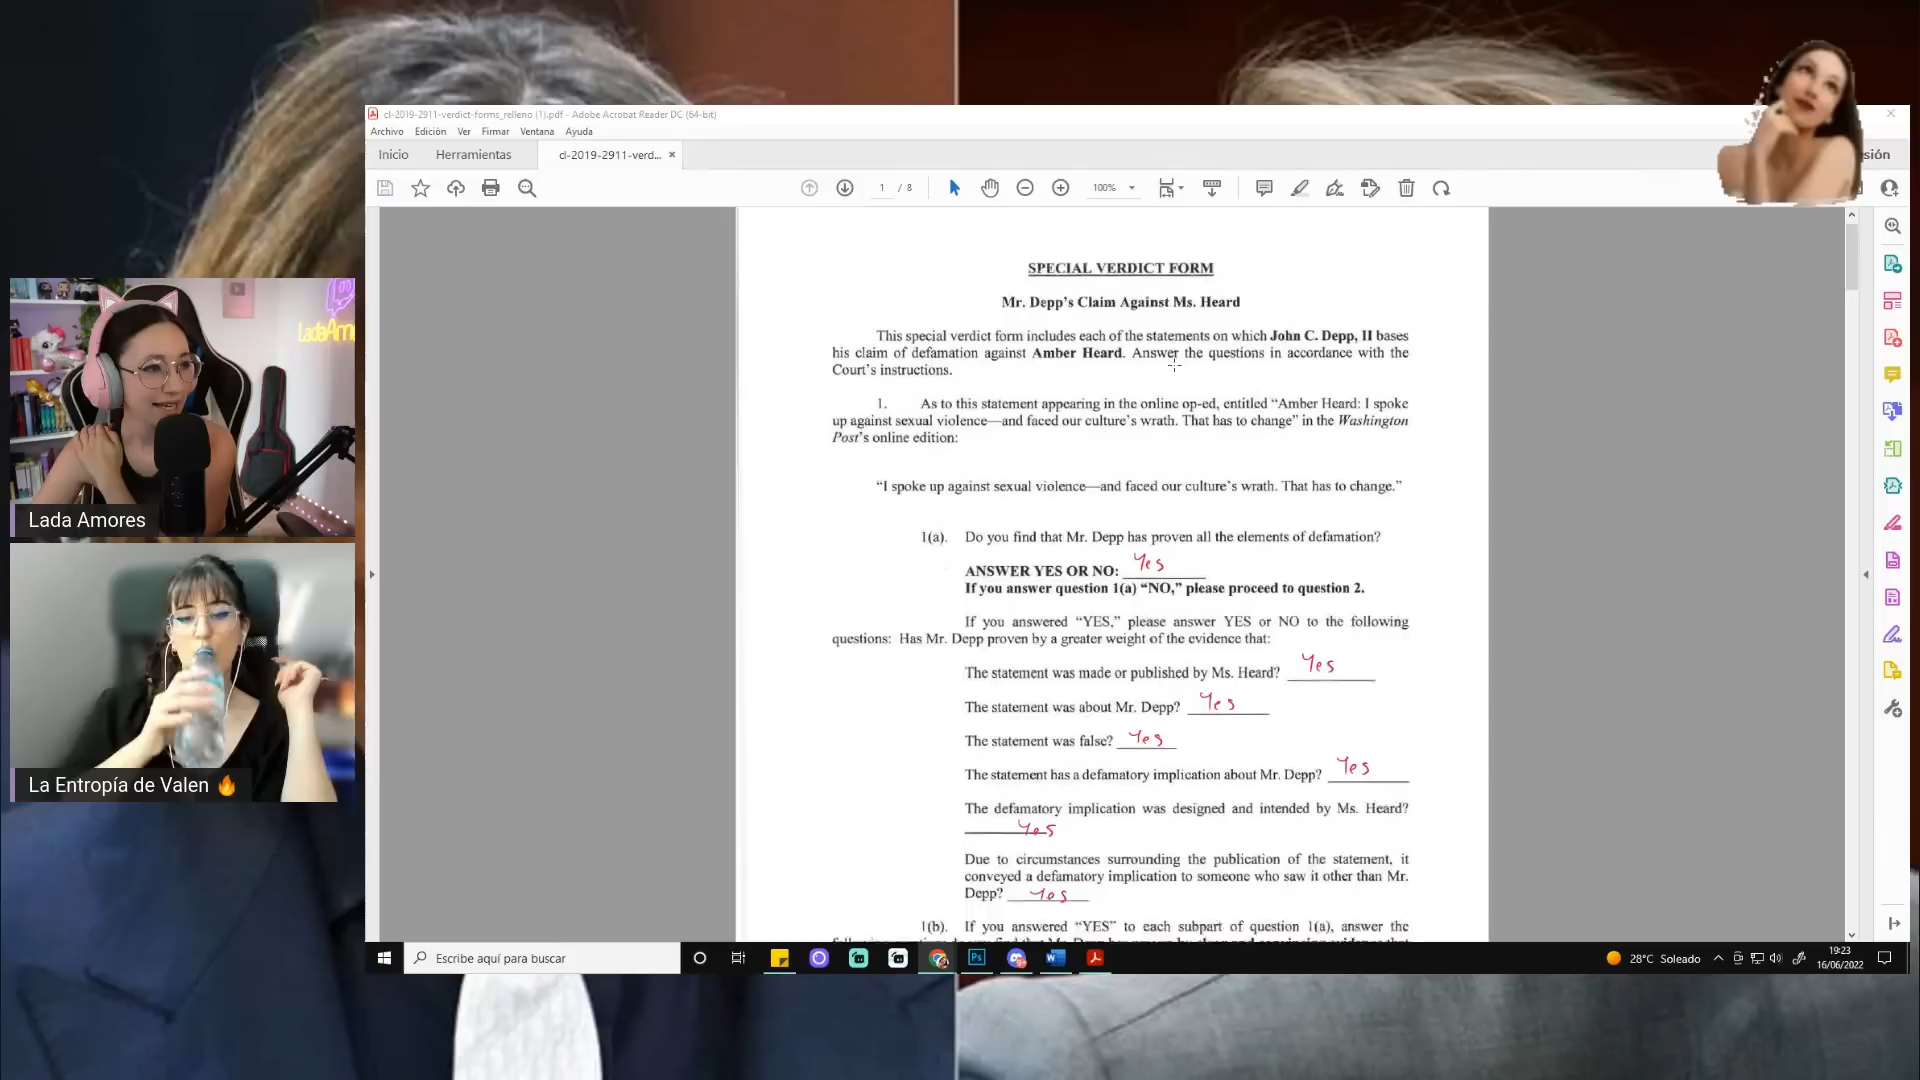 cl-2019-2911-verdict-forms_relleno (1).pdf - Adobe Acrobat Reader DC (64-bit)
Archivo Edición Ver Firmar Ventana Ayuda
Inicio Herramientas cl-2019-2911-verd... × sión
1 / 8 100%
SPECIAL VERDICT FORM
Mr. Depp's Claim Against Ms. Heard
This special verdict form includes each of the statements on which John C. Depp, II bases
his claim of defamation against Amber Heard. Answer the questions in accordance with the
Court's instructions.
1. As to this statement appearing in the online op-ed, entitled "Amber Heard: I spoke
up against sexual violence—and faced our culture's wrath. That has to change" in the Washington
Post's online edition:
"I spoke up against sexual violence—and faced our culture's wrath. That has to change."
1(a). Do you find that Mr. Depp has proven all the elements of defamation?
ANSWER YES OR NO: Yes
If you answer question 1(a) "NO," please proceed to question 2.
If you answered "YES," please answer YES or NO to the following
questions: Has Mr. Depp proven by a greater weight of the evidence that:
The statement was made or published by Ms. Heard? Yes
The statement was about Mr. Depp? Yes
The statement was false? Yes
The statement has a defamatory implication about Mr. Depp? Yes
The defamatory implication was designed and intended by Ms. Heard?
Yes
Due to circumstances surrounding the publication of the statement, it
conveyed a defamatory implication to someone who saw it other than Mr.
Depp? Yes
1(b). If you answered "YES" to each subpart of question 1(a), answer the
LadaAm
Lada Amores
La Entropía de Valen 🔥
Escribe aquí para buscar
Ps
28°C Soleado
19:23
16/06/2022